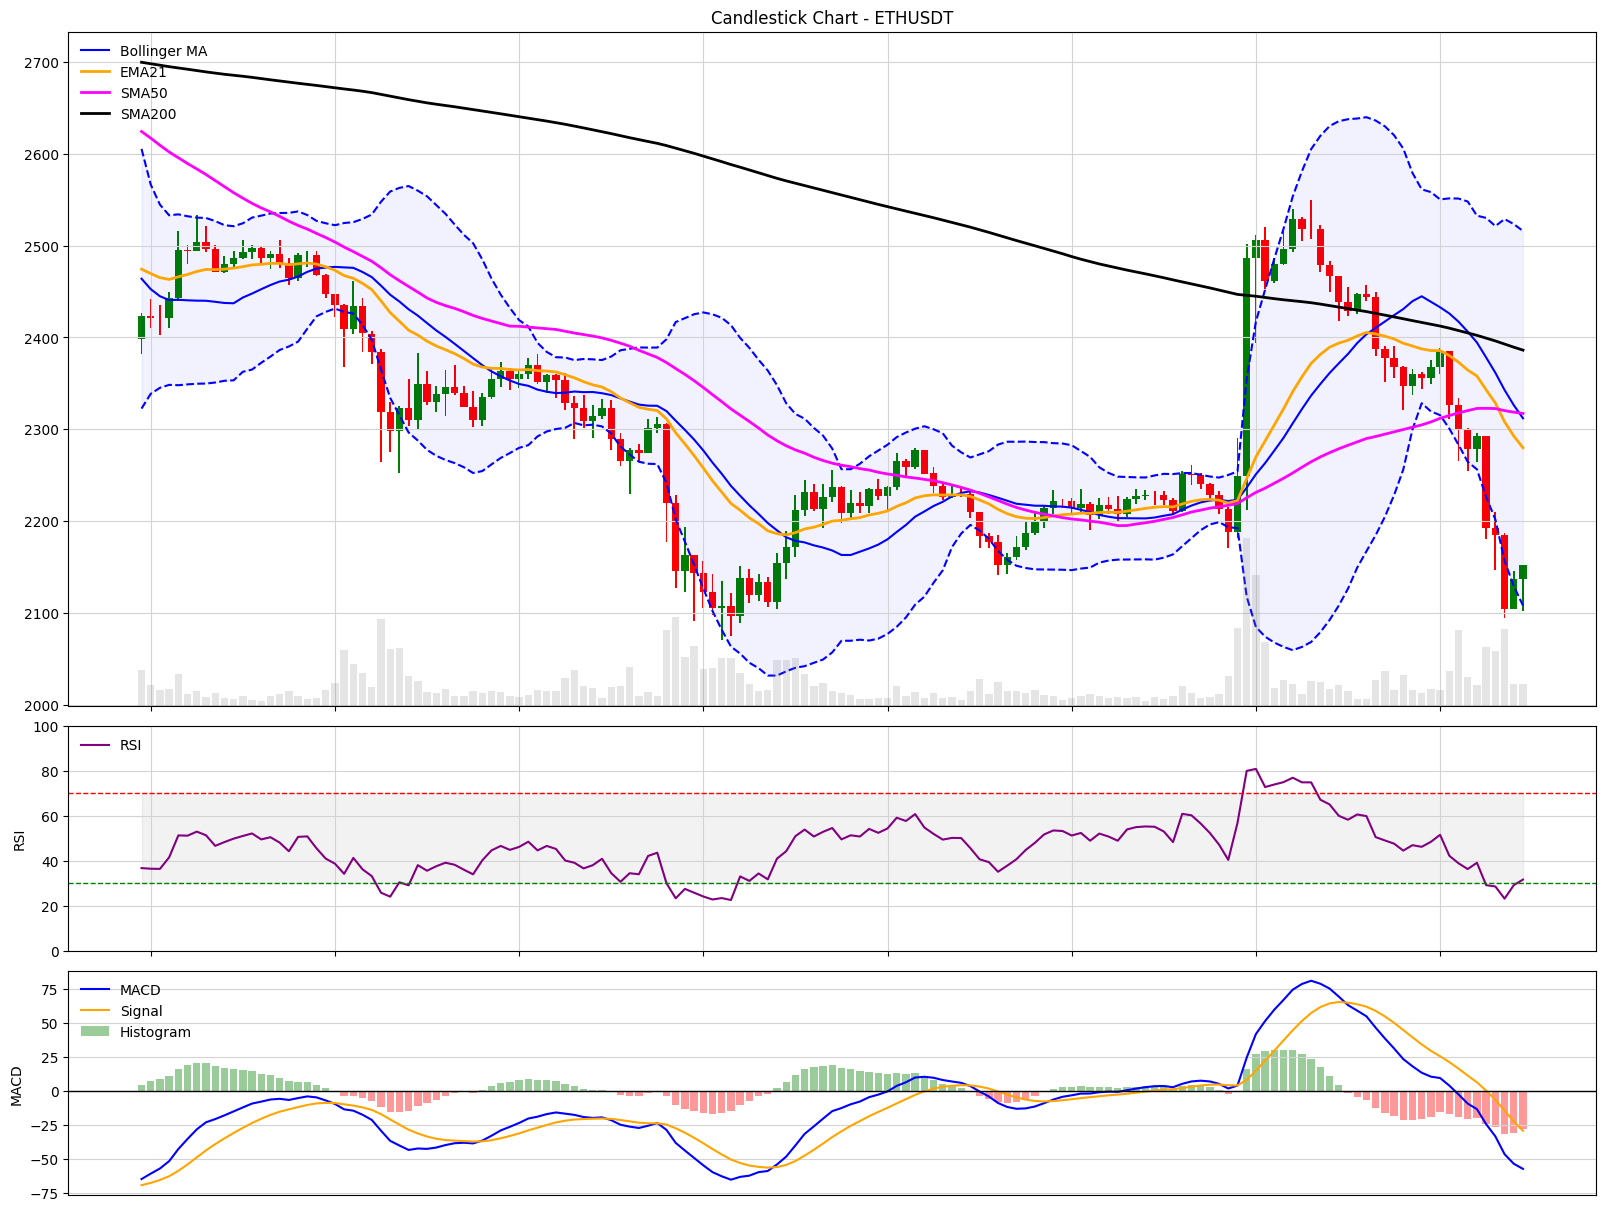 Candlestick Chart - ETHUSDT
Bollinger MA
EMA21
SMA50
SMA200
2700
2600
2500
2400
2300
2200
2100
2000
RSI
100
80
60
40
20
0
RSI
MACD
Signal
Histogram
75
50
25
0
−25
−50
−75
MACD